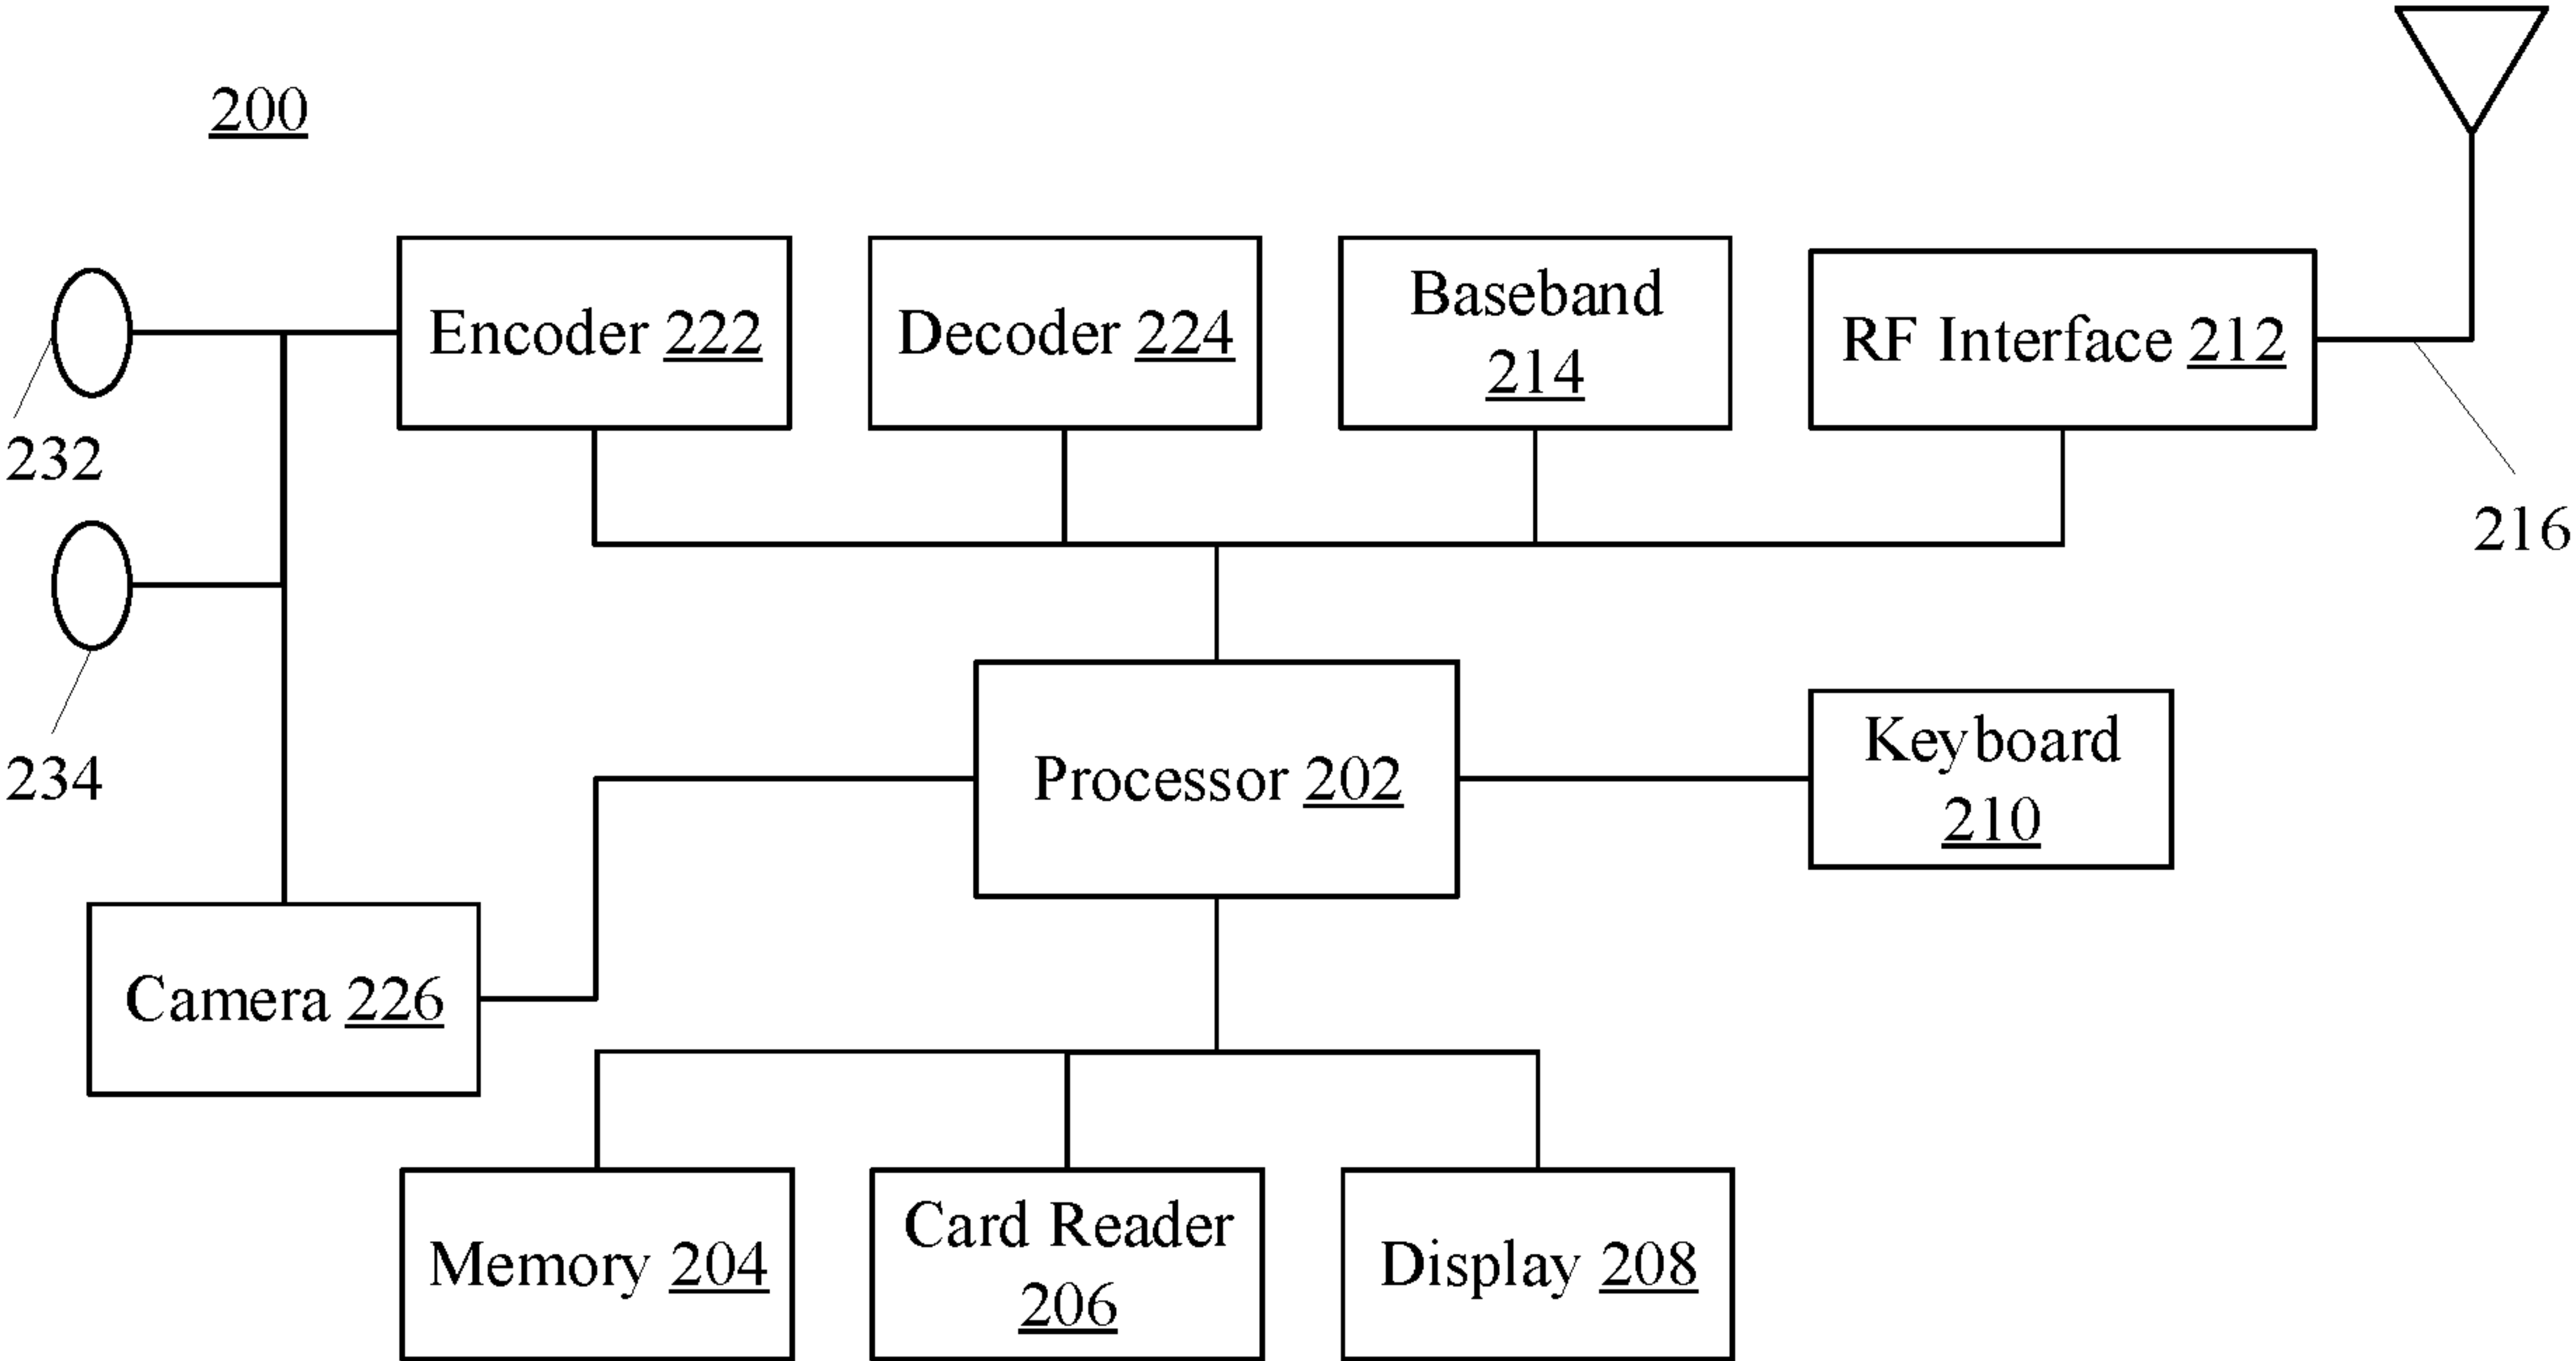 200
Encoder 222
Decoder 224
Baseband
214
RF Interface 212
232
216
234
Processor 202
Keyboard
210
Camera 226
Memory 204
Card Reader
206
Display 208